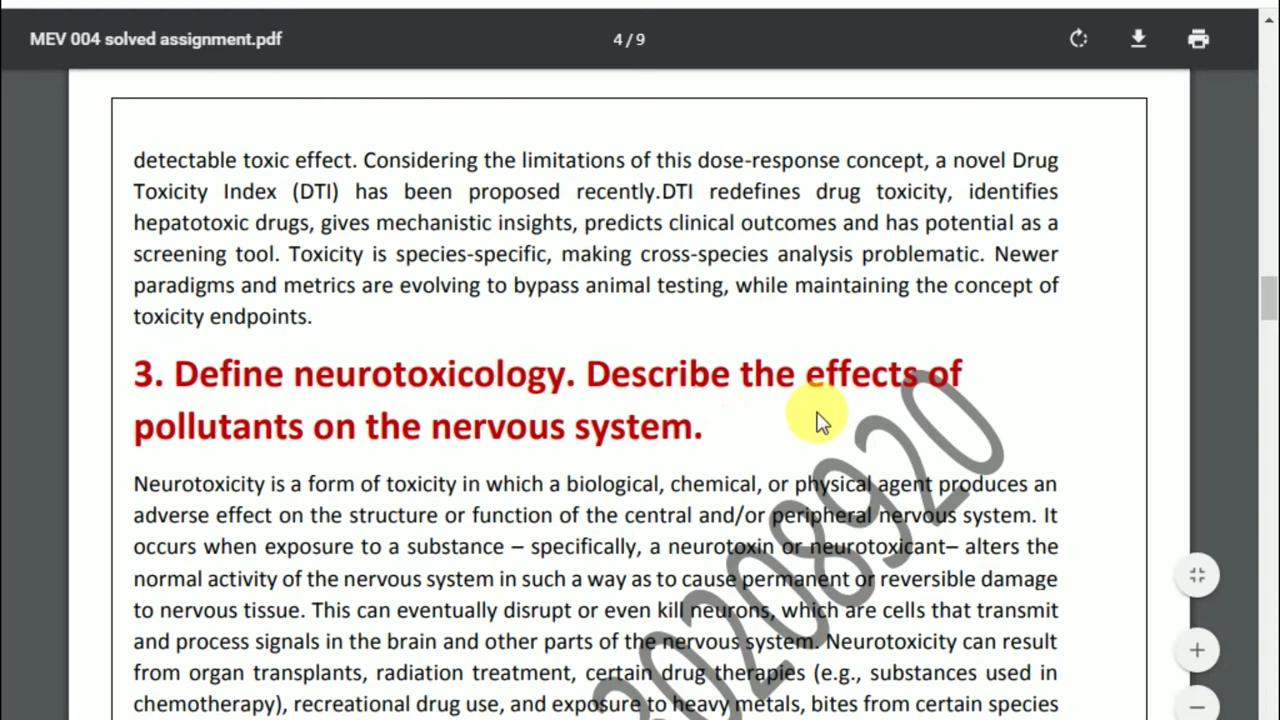 MEV 004 solved assignment.pdf
4 / 9
detectable toxic effect. Considering the limitations of this dose-response concept, a novel Drug
Toxicity Index (DTI) has been proposed recently.DTI redefines drug toxicity, identifies
hepatotoxic drugs, gives mechanistic insights, predicts clinical outcomes and has potential as a
screening tool. Toxicity is species-specific, making cross-species analysis problematic. Newer
paradigms and metrics are evolving to bypass animal testing, while maintaining the concept of
toxicity endpoints.
3. Define neurotoxicology. Describe the effects of
pollutants on the nervous system.
Neurotoxicity is a form of toxicity in which a biological, chemical, or physical agent produces an
adverse effect on the structure or function of the central and/or peripheral nervous system. It
occurs when exposure to a substance – specifically, a neurotoxin or neurotoxicant– alters the
normal activity of the nervous system in such a way as to cause permanent or reversible damage
to nervous tissue. This can eventually disrupt or even kill neurons, which are cells that transmit
and process signals in the brain and other parts of the nervous system. Neurotoxicity can result
from organ transplants, radiation treatment, certain drug therapies (e.g., substances used in
chemotherapy), recreational drug use, and exposure to heavy metals, bites from certain species